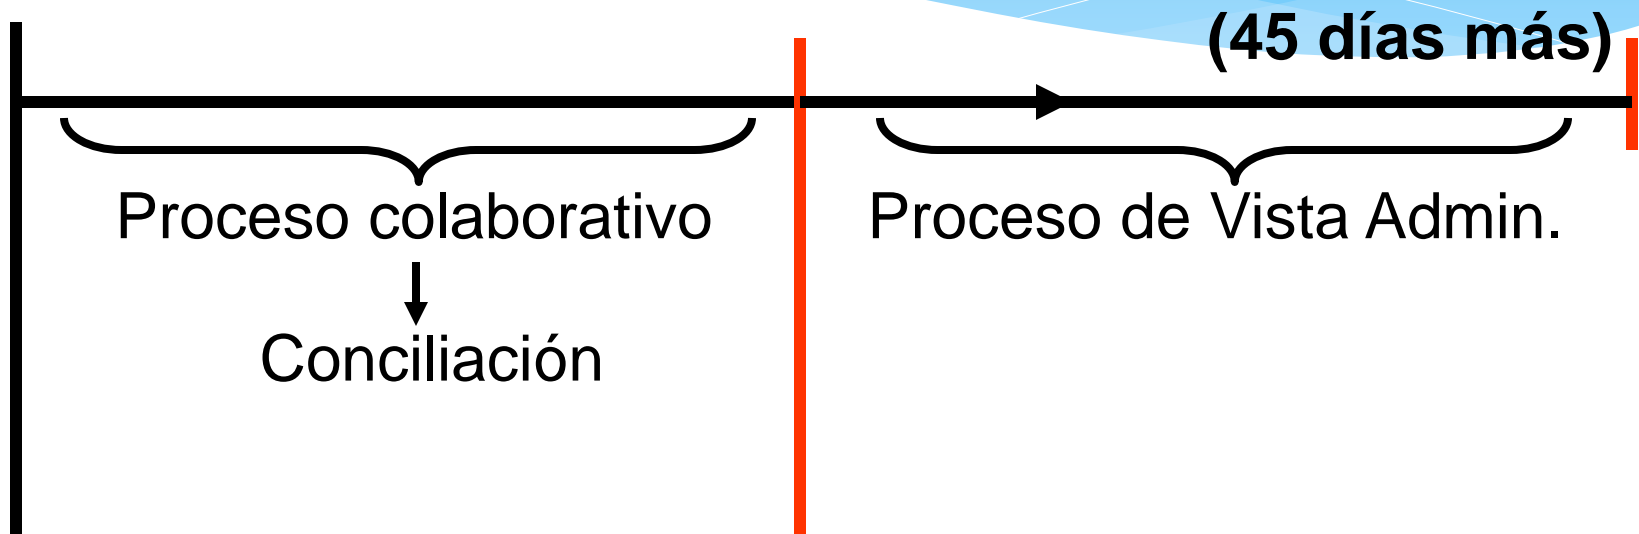 (45 días más)
Proceso colaborativo
Proceso de Vista Admin.
Conciliación